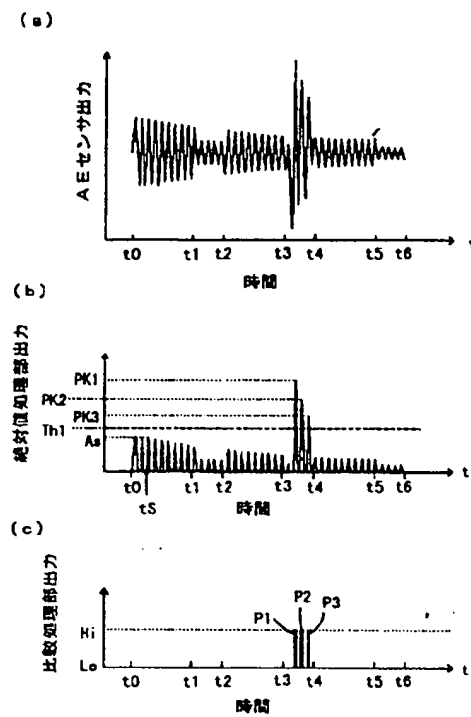 (a)
AEセンサ出力
t0 t1 t2 t3 t4 t5 t6 t
時間
(b)
絶対値処理部出力
PK1
PK2
PK3
Th1
As
t0 t1 t2 t3 t4 t5 t6 t
tS
時間
(c)
比較処理部出力
P1 P2 P3
Hi
Lo
t0 t1 t2 t3 t4 t5 t6 t
時間